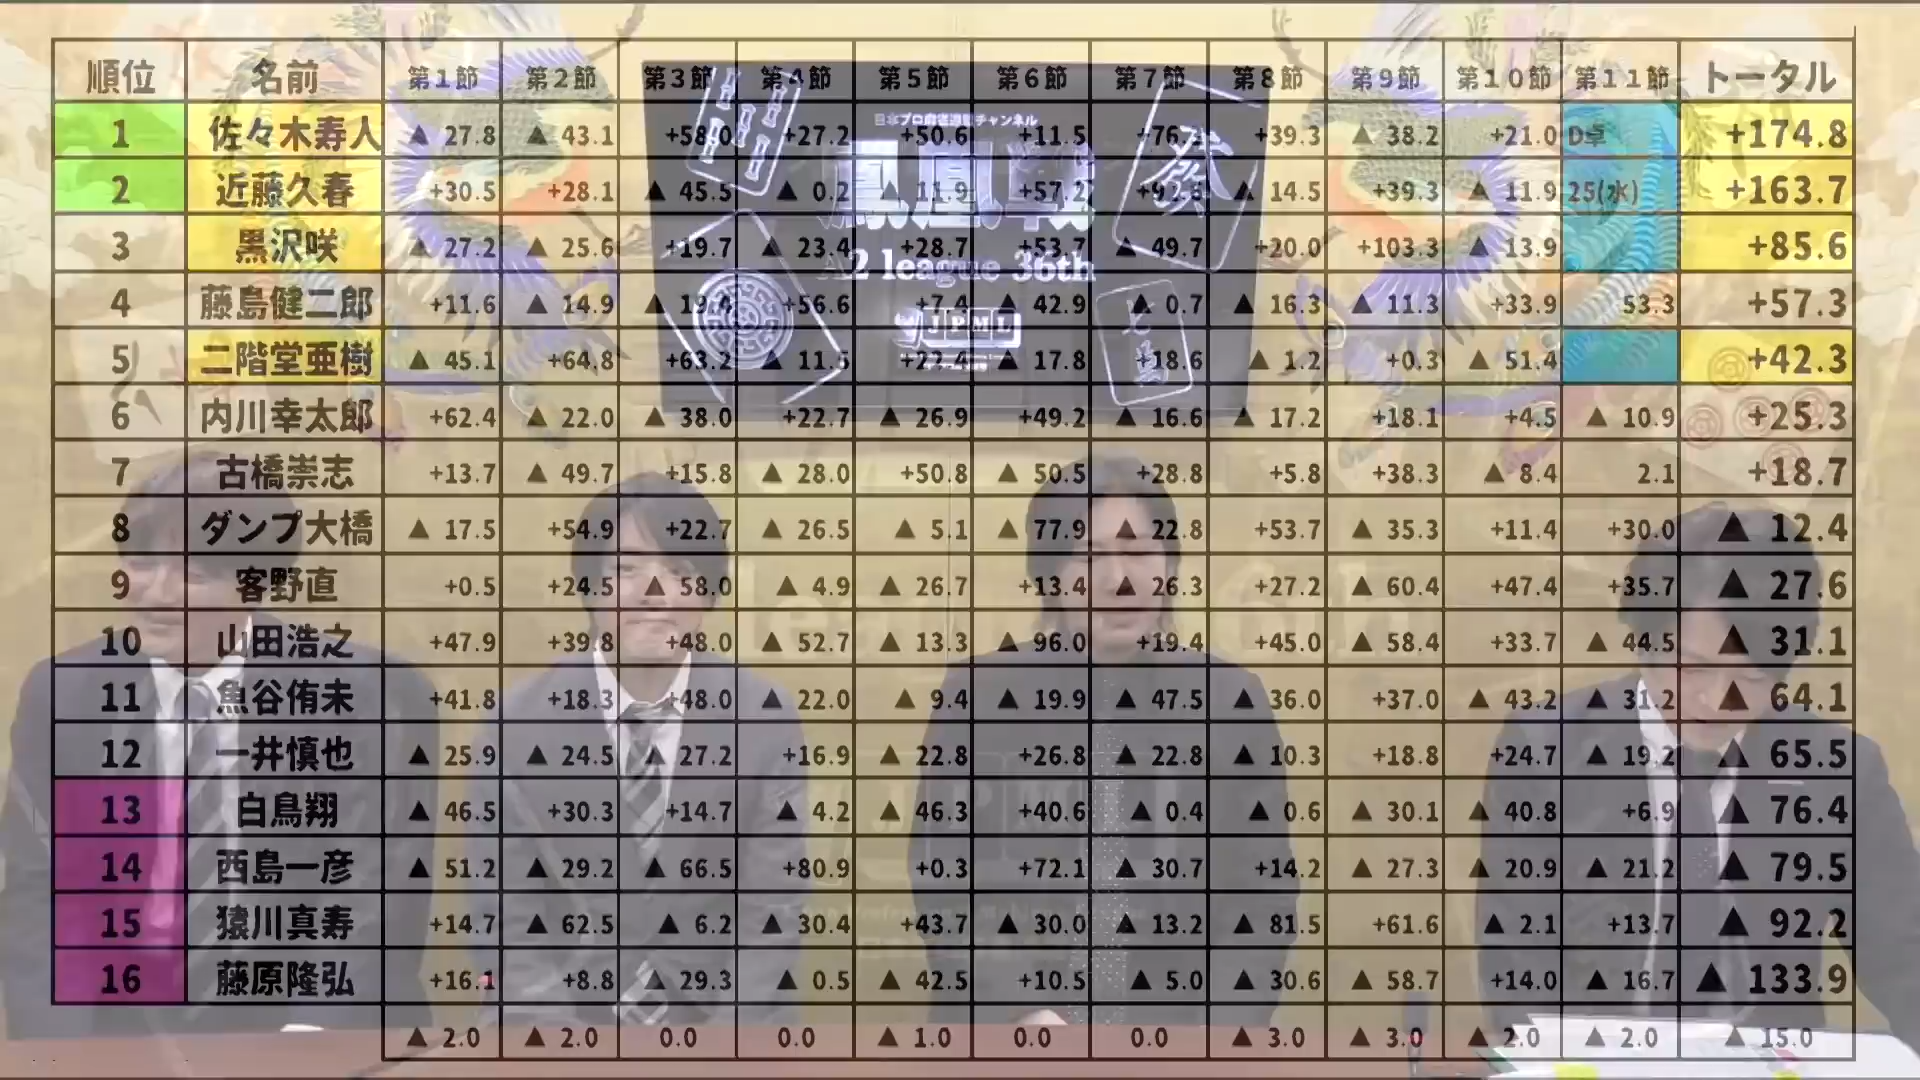 順位 名前 第1節 第2節 第3節 第4節 第5節 第6節 第7節 第8節 第9節 第10節 第11節 トータル
1 佐々木寿人 ▲ 27.8 ▲ 43.1 +58.0 +27.2 +50.6 +11.5 +39.3 ▲ 38.2 +21.0 D卓 +174.8
2 近藤久春 +30.5 +28.1 ▲ 45.5 ▲ 0.2 ▲ 11.9 +57.2 ▲ 14.5 +39.3 ▲ 11.9 25(水) +163.7
3 黒沢咲 ▲ 27.2 ▲ 25.6 +19.7 ▲ 23.4 +28.7 +53.7 ▲ 49.7 +20.0 +103.3 ▲ 13.9 +85.6
4 藤島健二郎 +11.6 ▲ 14.9 ▲ 19.4 +56.6 +7.4 ▲ 42.9 ▲ 0.7 ▲ 16.3 ▲ 11.3 +33.9 53.3 +57.3
5 二階堂亜樹 ▲ 45.1 +64.8 +63.2 ▲ 11.5 +22.4 ▲ 17.8 +18.6 ▲ 1.2 +0.3 ▲ 51.4 +42.3
6 内川幸太郎 +62.4 ▲ 22.0 ▲ 38.0 +22.7 ▲ 26.9 +49.2 ▲ 16.6 ▲ 17.2 +18.1 +4.5 ▲ 10.9 +25.3
7 古橋崇志 +13.7 ▲ 49.7 +15.8 ▲ 28.0 +50.8 ▲ 50.5 +28.8 +5.8 +38.3 ▲ 8.4 2.1 +18.7
8 ダンプ大橋 ▲ 17.5 +54.9 +22.7 ▲ 26.5 ▲ 5.1 ▲ 77.9 ▲ 22.8 +53.7 ▲ 35.3 +11.4 +30.0 ▲ 12.4
9 客野直 +0.5 +24.5 ▲ 58.0 ▲ 4.9 ▲ 26.7 +13.4 ▲ 26.3 +27.2 ▲ 60.4 +47.4 +35.7 ▲ 27.6
10 山田浩之 +47.9 +39.8 +48.0 ▲ 52.7 ▲ 13.3 ▲ 96.0 +19.4 +45.0 ▲ 58.4 +33.7 ▲ 44.5 ▲ 31.1
11 魚谷侑未 +41.8 +18.3 +48.0 ▲ 22.0 ▲ 9.4 ▲ 19.9 ▲ 47.5 ▲ 36.0 +37.0 ▲ 43.2 ▲ 31.2 ▲ 64.1
12 一井慎也 ▲ 25.9 ▲ 24.5 ▲ 27.2 +16.9 ▲ 22.8 +26.8 ▲ 22.8 ▲ 10.3 +18.8 +24.7 ▲ 19.2 ▲ 65.5
13 白鳥翔 ▲ 46.5 +30.3 +14.7 ▲ 4.2 ▲ 46.3 +40.6 ▲ 0.4 ▲ 0.6 ▲ 30.1 ▲ 40.8 +6.9 ▲ 76.4
14 西島一彦 ▲ 51.2 ▲ 29.2 ▲ 66.5 +80.9 +0.3 +72.1 ▲ 30.7 +14.2 ▲ 27.3 ▲ 20.9 ▲ 21.2 ▲ 79.5
15 猿川真寿 +14.7 ▲ 62.5 ▲ 6.2 ▲ 30.4 +43.7 ▲ 30.0 ▲ 13.2 ▲ 81.5 +61.6 ▲ 2.1 +13.7 ▲ 92.2
16 藤原隆弘 +16.1 +8.8 ▲ 29.3 ▲ 0.5 ▲ 42.5 +10.5 ▲ 5.0 ▲ 30.6 ▲ 58.7 +14.0 ▲ 16.7 ▲ 133.9
▲ 2.0 ▲ 2.0 0.0 0.0 ▲ 1.0 0.0 0.0 ▲ 3.0 ▲ 3.0 ▲ 2.0 ▲ 2.0 ▲ 15.0
日本プロ麻雀連盟チャンネル
鳳凰戦
A2 league 36th
JPML